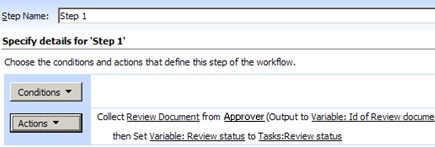 Step Name: Step 1
Specify details for 'Step 1'
Choose the conditions and actions that define this step of the workflow.
Conditions
Actions
Collect Review Document from Approver (Output to Variable: Id of Review docume
then Set Variable: Review status to Tasks:Review status